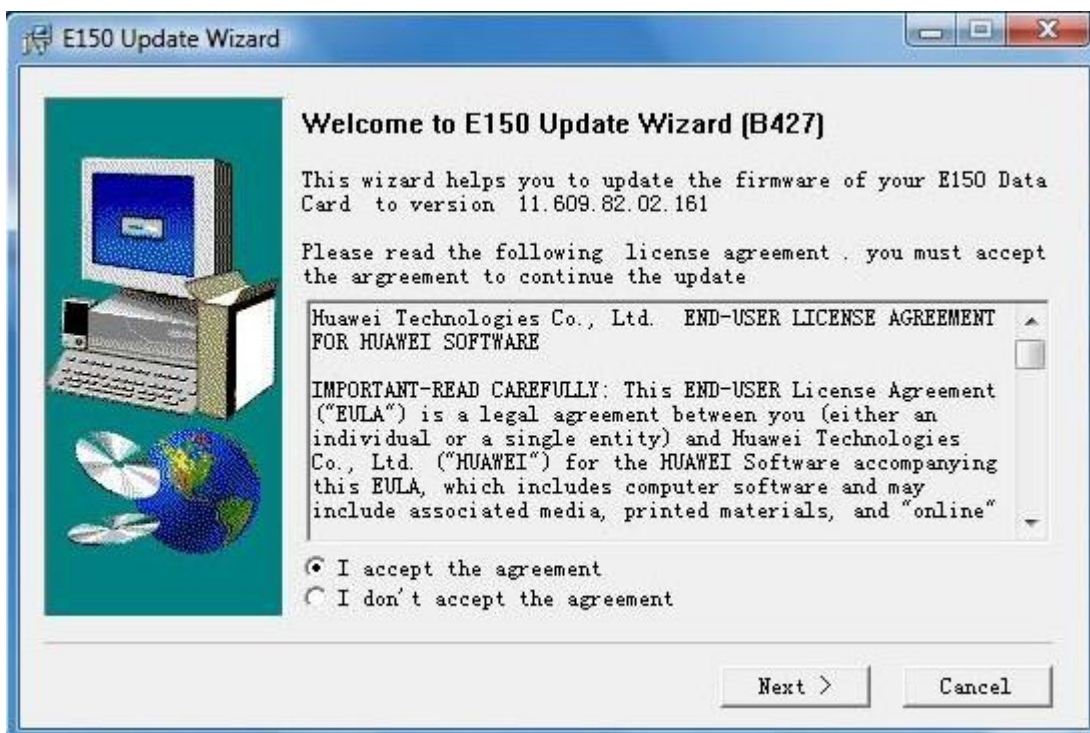 E150 Update Wizard
Welcome to E150 Update Wizard (B427)
This wizard helps you to update the firmware of your E150 Data
Card to version 11.609.82.02.161
Please read the following license agreement . you must accept
the argreement to continue the update
Huawei Technologies Co., Ltd. END-USER LICENSE AGREEMENT
FOR HUAWEI SOFTWARE
IMPORTANT-READ CAREFULLY: This END-USER License Agreement
("EULA") is a legal agreement between you (either an
individual or a single entity) and Huawei Technologies
Co., Ltd. ("HUAWEI") for the HUAWEI Software accompanying
this EULA, which includes computer software and may
include associated media, printed materials, and "online"
I accept the agreement
I don't accept the agreement
Next >
Cancel